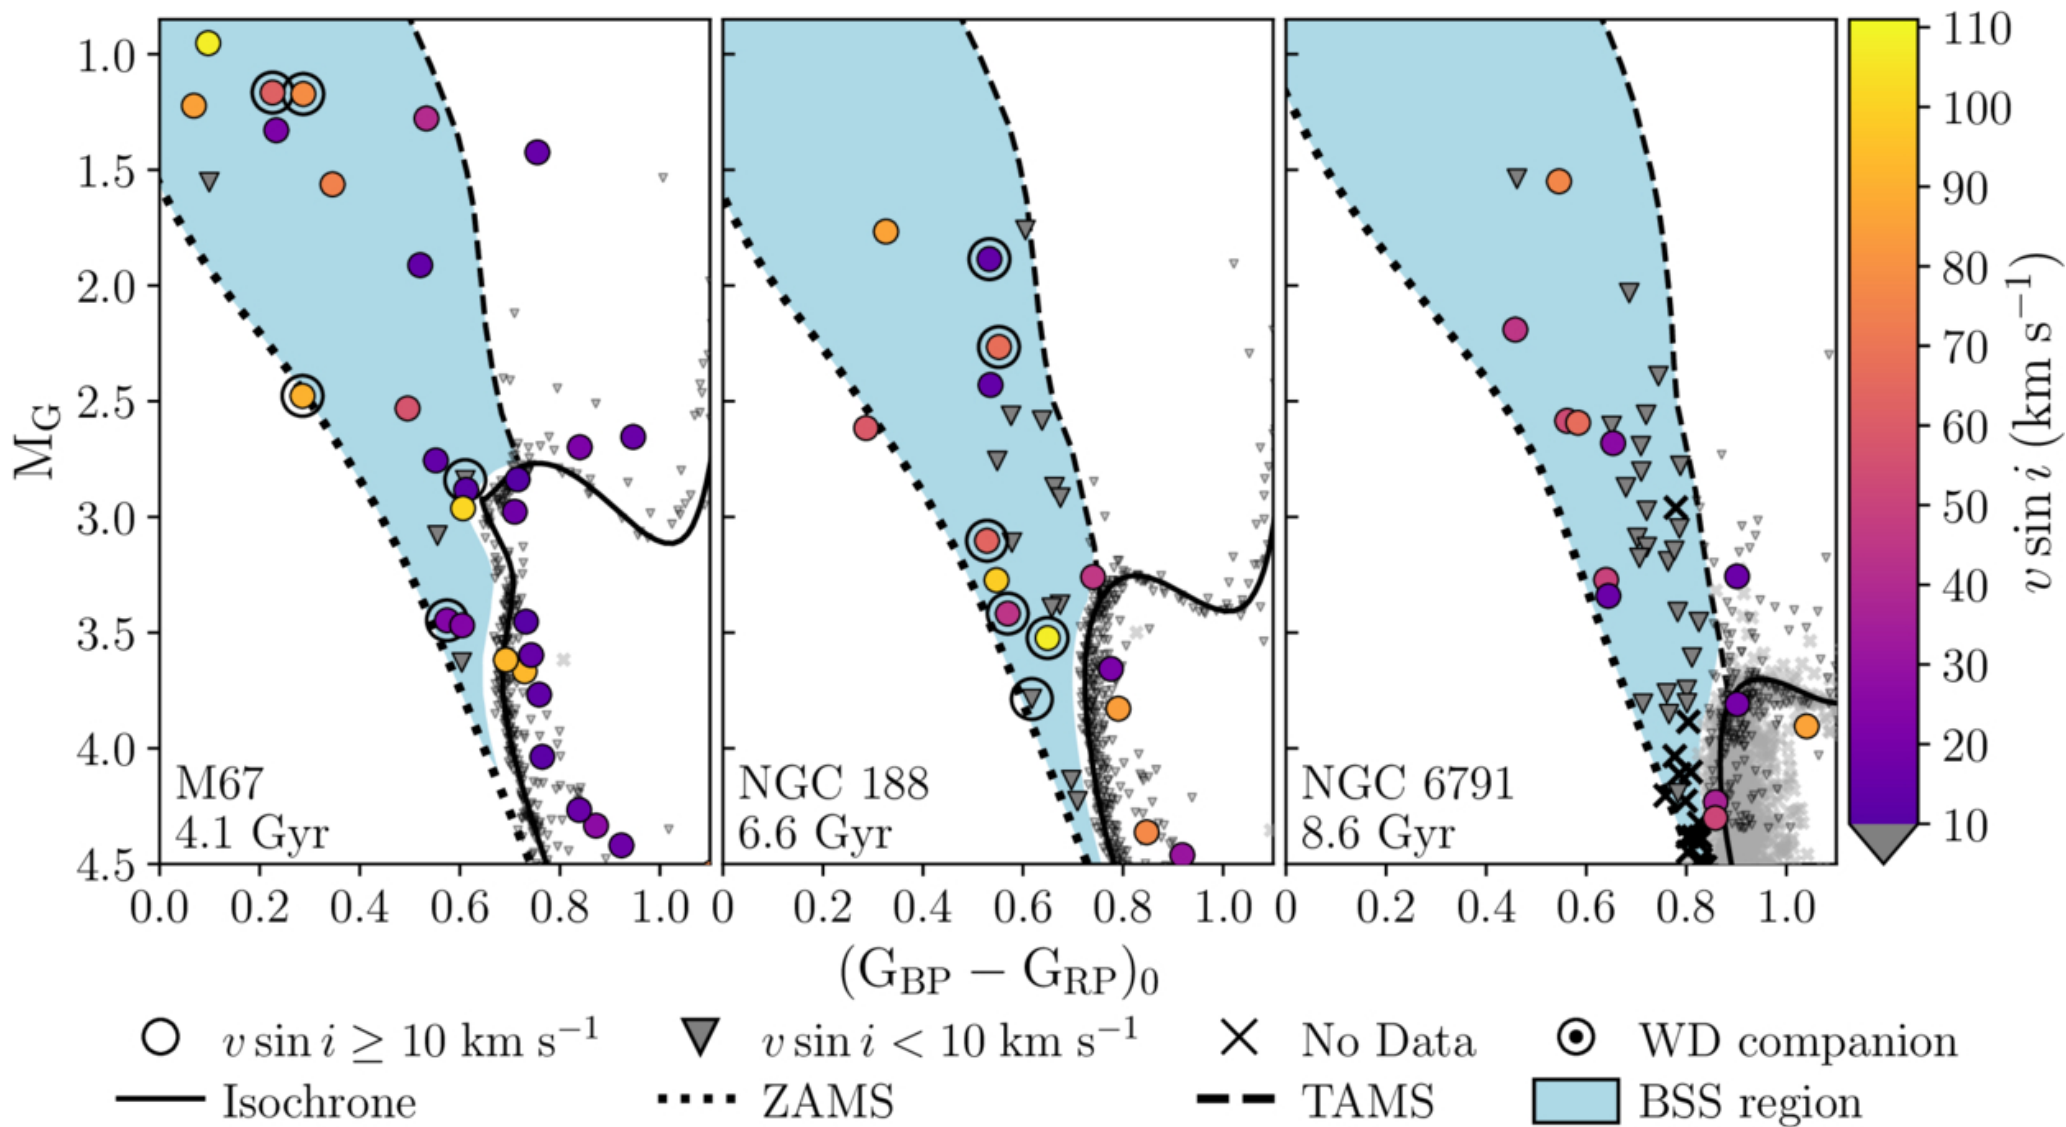 1.0
1.5
2.0
2.5
3.0
3.5
4.0
4.5
M_G
M67
4.1 Gyr
NGC 188
6.6 Gyr
NGC 6791
8.6 Gyr
0.0 0.2 0.4 0.6 0.8 1.0 0 0.2 0.4 0.6 0.8 1.0 0 0.2 0.4 0.6 0.8 1.0
(G_BP − G_RP)_0
110
100
90
80
70
60
50
40
30
20
10
v sin i (km s⁻¹)
v sin i ≥ 10 km s⁻¹ v sin i < 10 km s⁻¹ No Data WD companion
Isochrone ZAMS TAMS BSS region